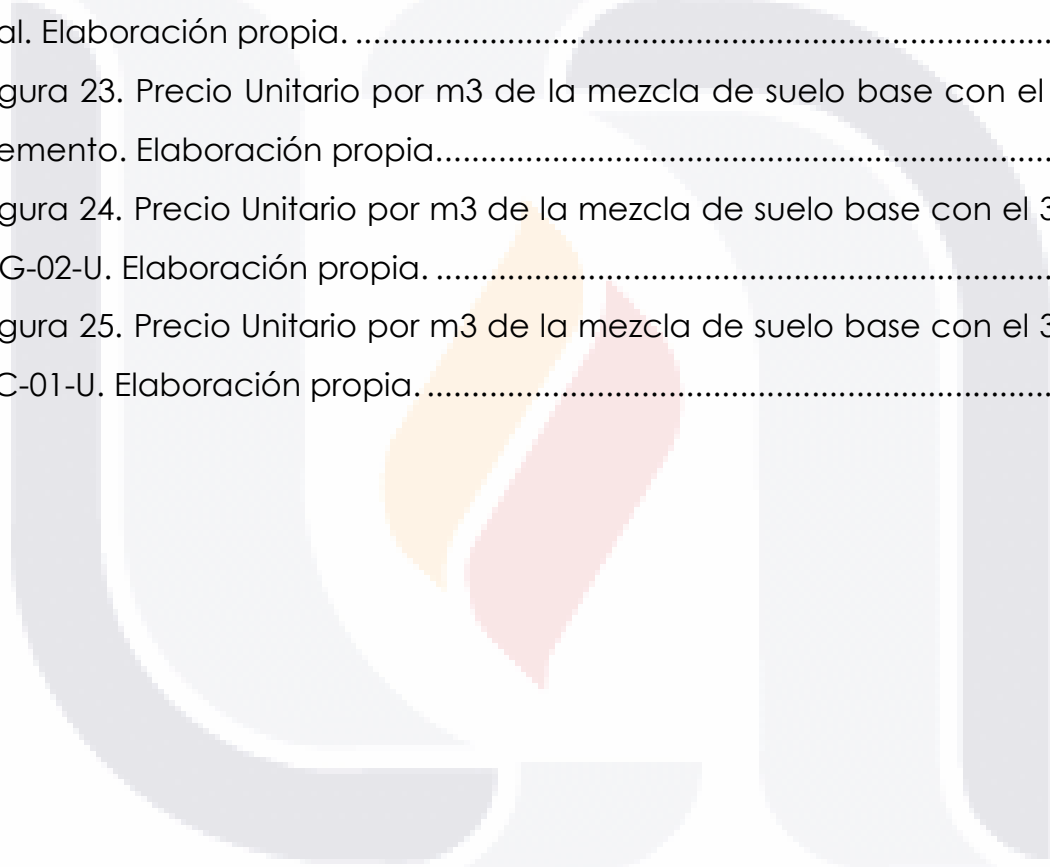 al. Elaboración propia. ........................................................................................
gura 23. Precio Unitario por m3 de la mezcla de suelo base con el
emento. Elaboración propia..............................................................................
gura 24. Precio Unitario por m3 de la mezcla de suelo base con el 3
G-02-U. Elaboración propia. ..............................................................................
gura 25. Precio Unitario por m3 de la mezcla de suelo base con el 3
C-01-U. Elaboración propia. ..............................................................................